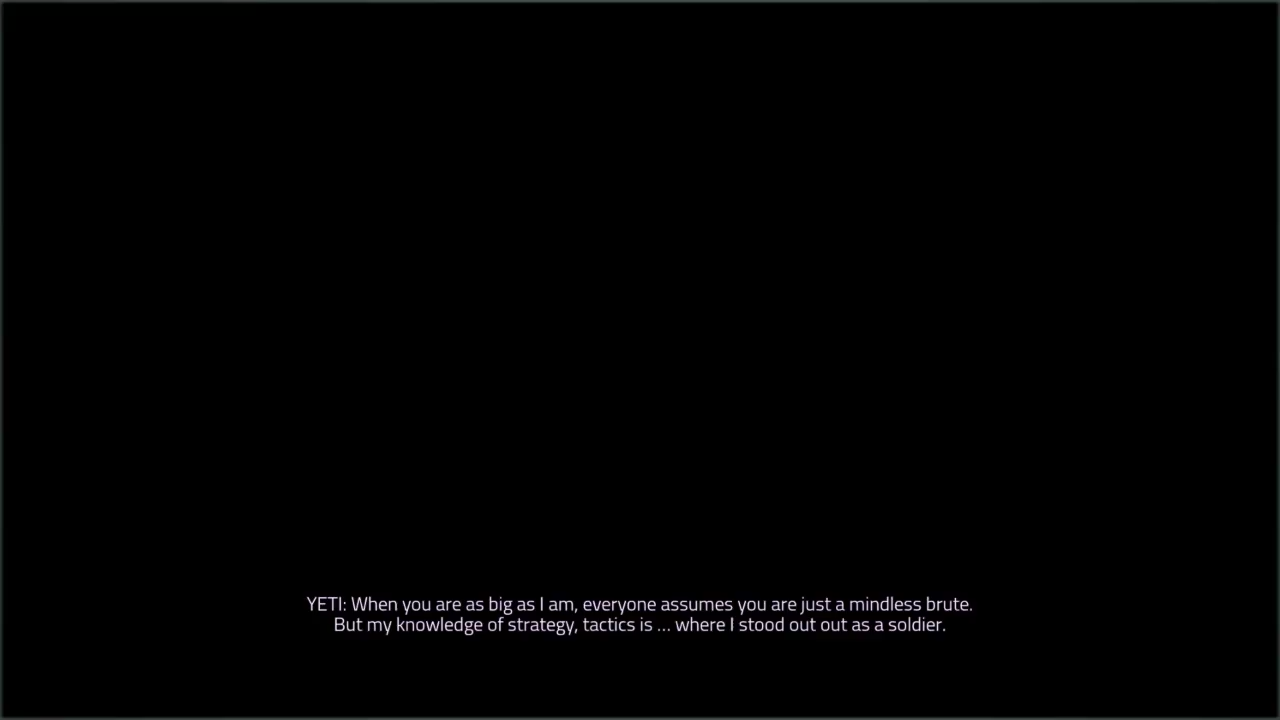 YETI: When you are as big as I am, everyone assumes you are just a mindless brute.
But my knowledge of strategy, tactics is ... where I stood out out as a soldier.